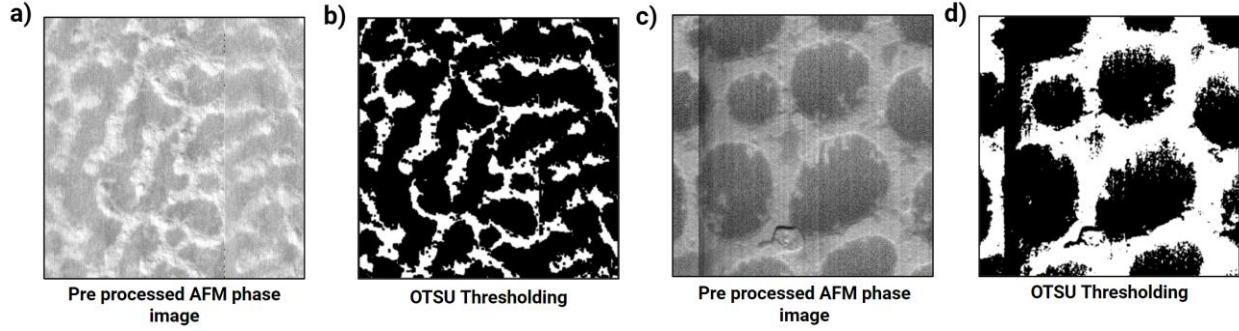 a)
b)
c)
d)
Pre processed AFM phase
image
OTSU Thresholding
Pre processed AFM phase
image
OTSU Thresholding